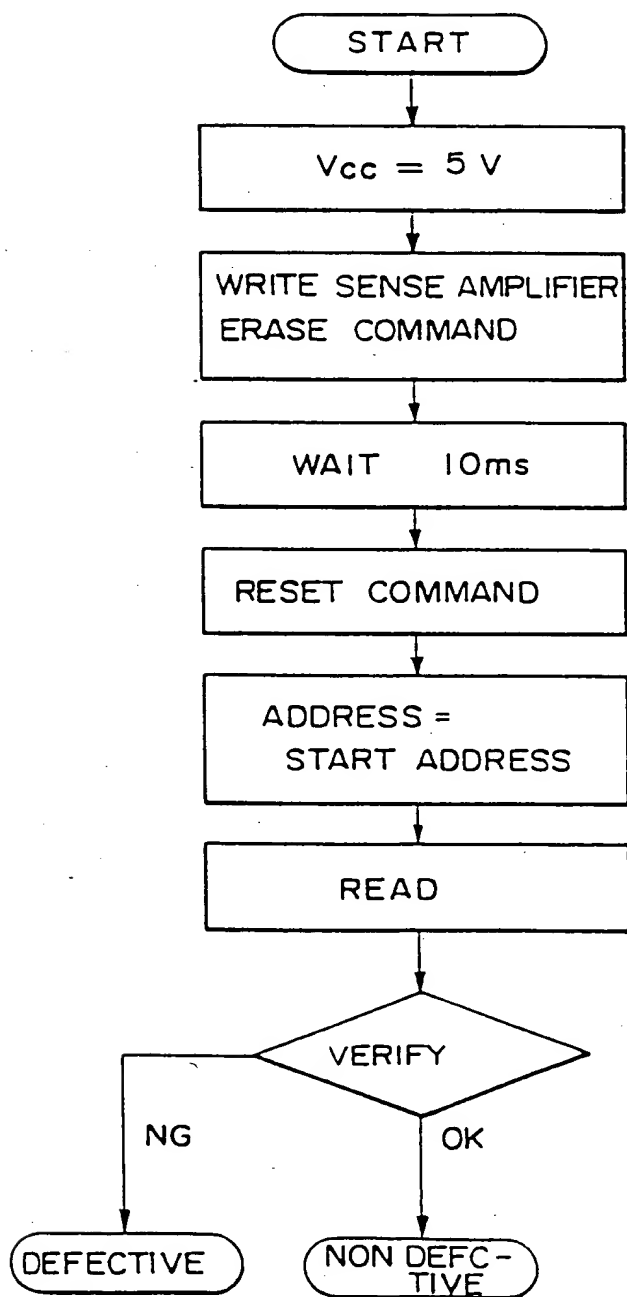 START
Vcc = 5 V
WRITE SENSE AMPLIFIER
ERASE COMMAND
WAIT 10ms
RESET COMMAND
ADDRESS =
START ADDRESS
READ
VERIFY
NG
OK
DEFECTIVE
NON DEFC-
TIVE